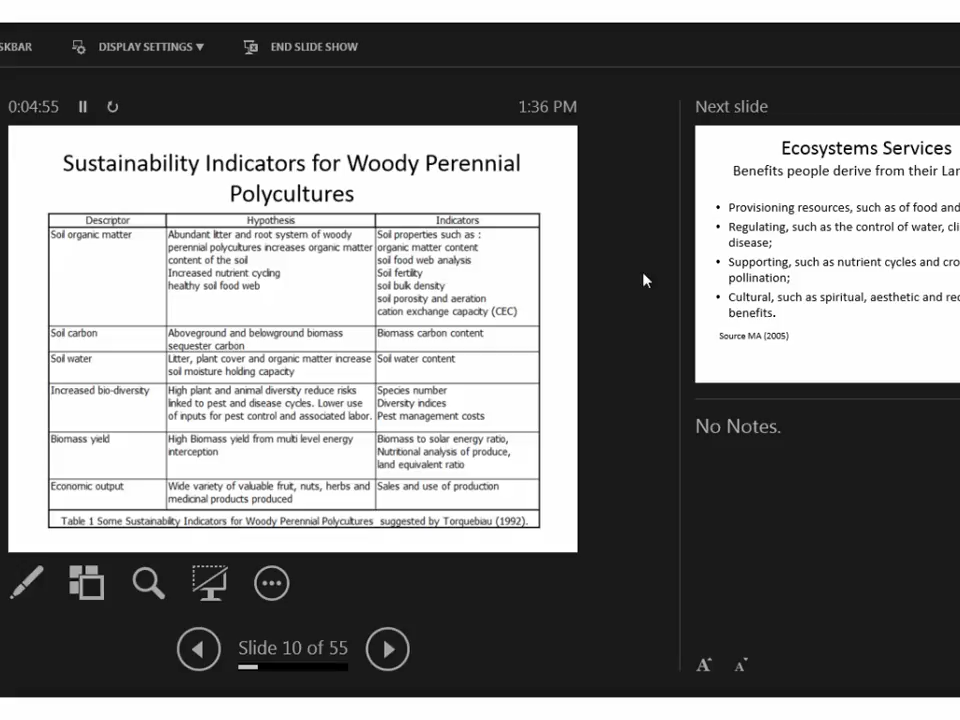 SKBAR DISPLAY SETTINGS ▼ END SLIDE SHOW
0:04:55 1:36 PM
Sustainability Indicators for Woody Perennial
Polycultures
Descriptor Hypothesis Indicators
Soil organic matter Abundant litter and root system of woody Soil properties such as :
perennial polycultures increases organic matter organic matter content
content of the soil soil food web analysis
Increased nutrient cycling Soil fertility
healthy soil food web soil bulk density
soil porosity and aeration
cation exchange capacity (CEC)
Soil carbon Aboveground and belowground biomass Biomass carbon content
sequester carbon
Soil water Litter, plant cover and organic matter increase Soil water content
soil moisture holding capacity
Increased bio-diversity High plant and animal diversity reduce risks Species number
linked to pest and disease cycles. Lower use Diversity indices
of inputs for pest control and associated labor. Pest management costs
Biomass yield High Biomass yield from multi level energy Biomass to solar energy ratio,
interception Nutritional analysis of produce,
land equivalent ratio
Economic output Wide variety of valuable fruit, nuts, herbs and Sales and use of production
medicinal products produced
Table 1 Some Sustainability Indicators for Woody Perennial Polycultures suggested by Torquebiau (1992).
Slide 10 of 55
Next slide
Ecosystems Services
Benefits people derive from their Lan
• Provisioning resources, such as of food and
• Regulating, such as the control of water, cli
disease;
• Supporting, such as nutrient cycles and cro
pollination;
• Cultural, such as spiritual, aesthetic and rec
benefits.
Source MA (2005)
No Notes.
A A